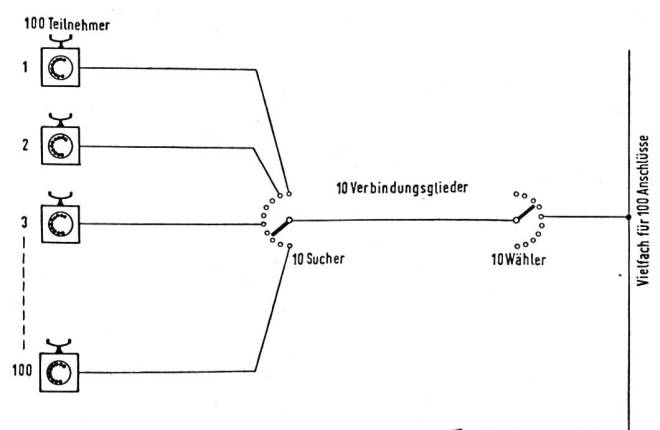 100 Teilnehmer
1
2
3
100
10 Verbindungsglieder
10 Sucher
10 Wähler
Vielfach für 100 Anschlüsse